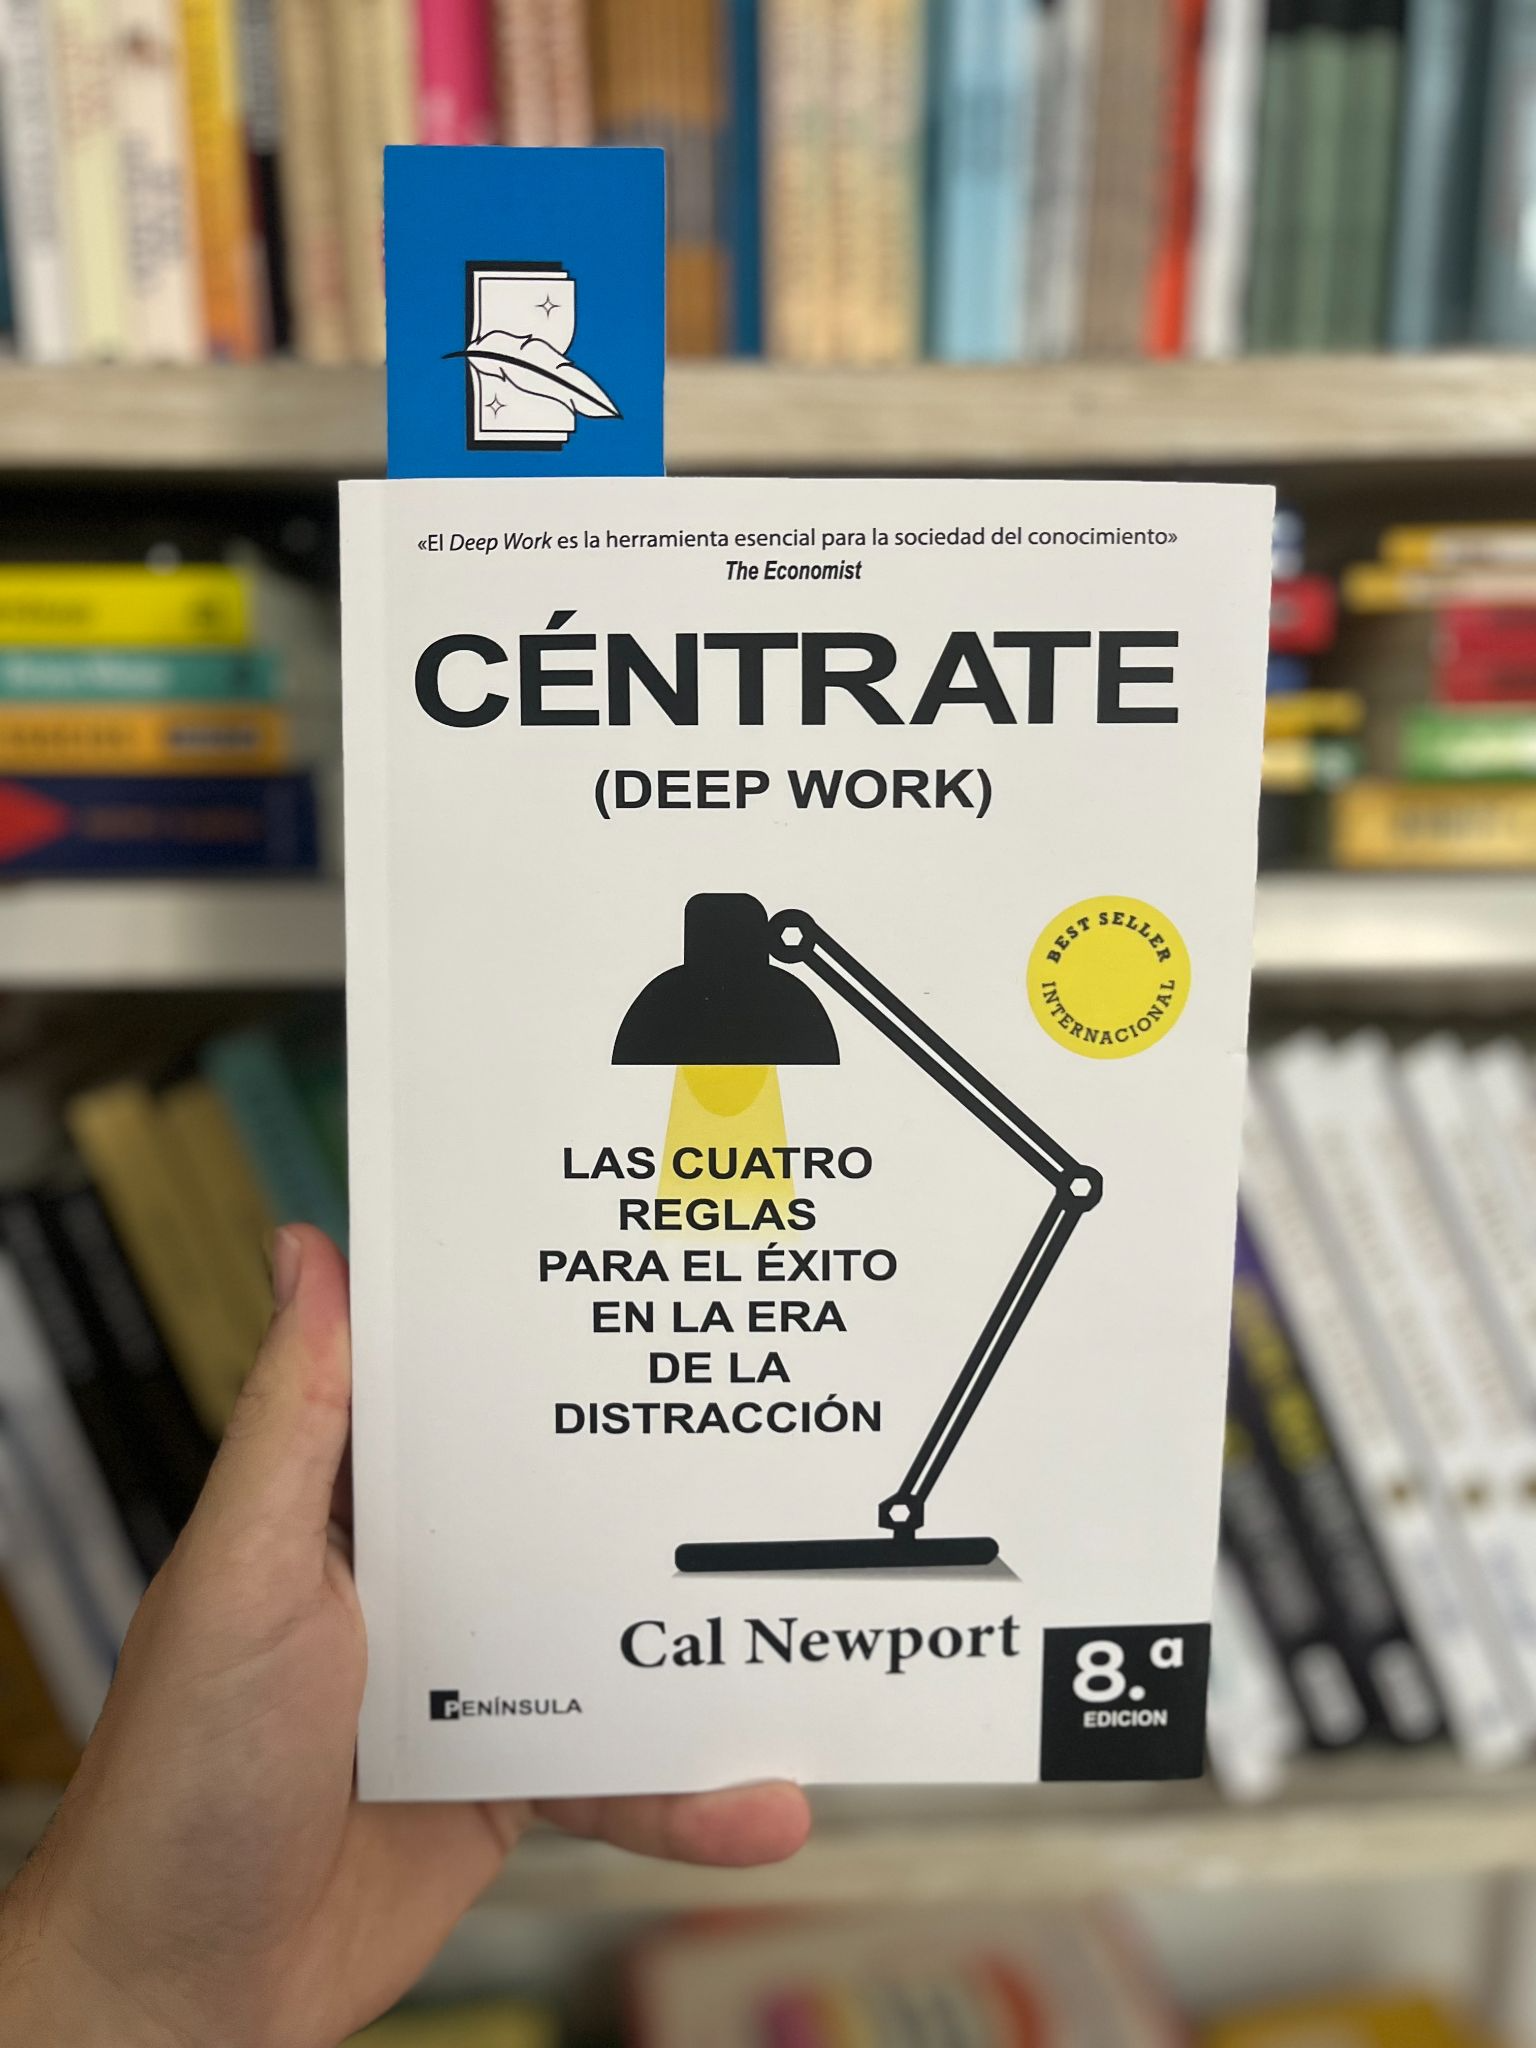 «El Deep Work es la herramienta esencial para la sociedad del conocimiento»
The Economist
CÉNTRATE
(DEEP WORK)
BEST SELLER
INTERNACIONAL
LAS CUATRO
REGLAS
PARA EL ÉXITO
EN LA ERA
DE LA
DISTRACCIÓN
Cal Newport
8.ª
EDICION
PENÍNSULA